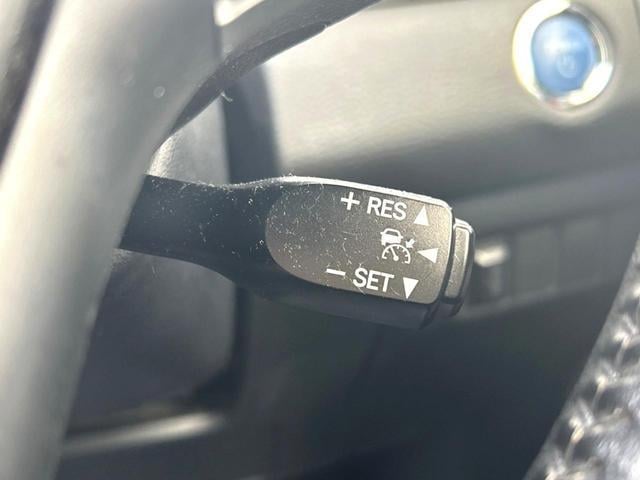 + RES ▲
◀
− SET ▼